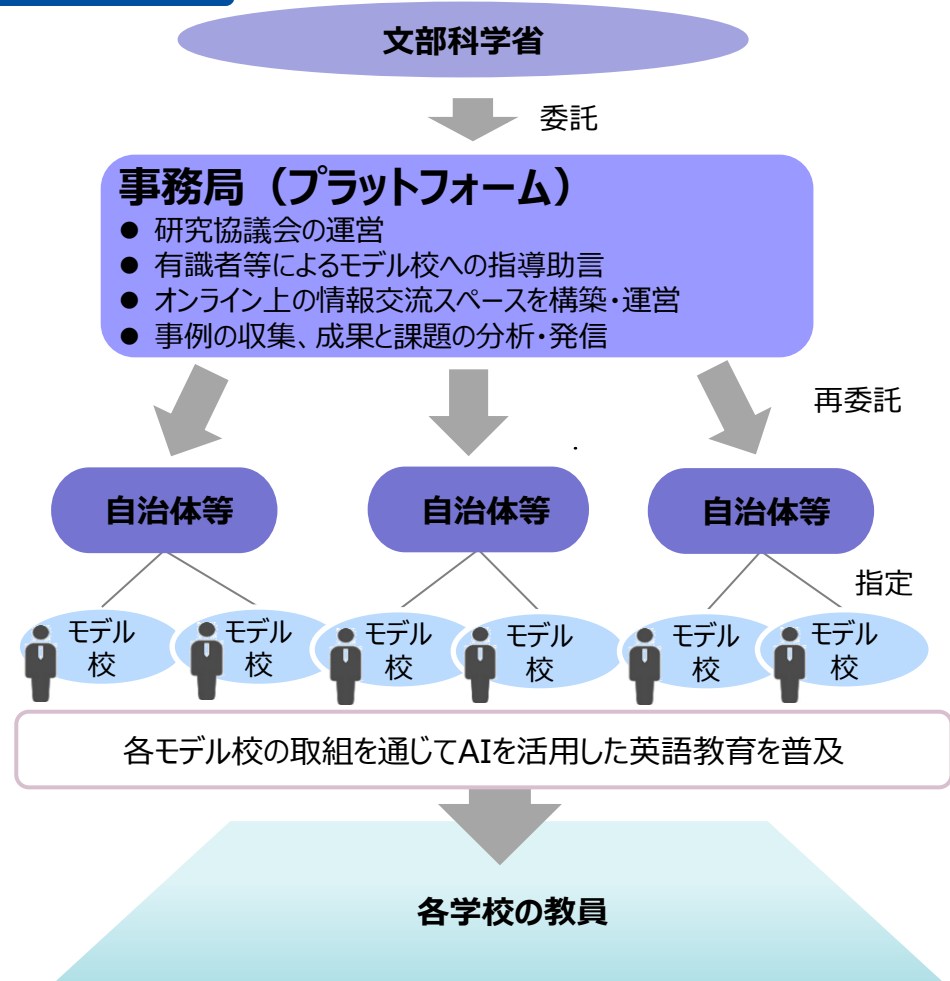 文部科学省
委託
事務局（プラットフォーム）
● 研究協議会の運営
● 有識者等によるモデル校への指導助言
● オンライン上の情報交流スペースを構築・運営
● 事例の収集、成果と課題の分析・発信
再委託
.
自治体等
自治体等
自治体等
指定
モデル
校
モデル
校
モデル
校
モデル
校
モデル
校
モデル
校
各モデル校の取組を通じてAIを活用した英語教育を普及
各学校の教員